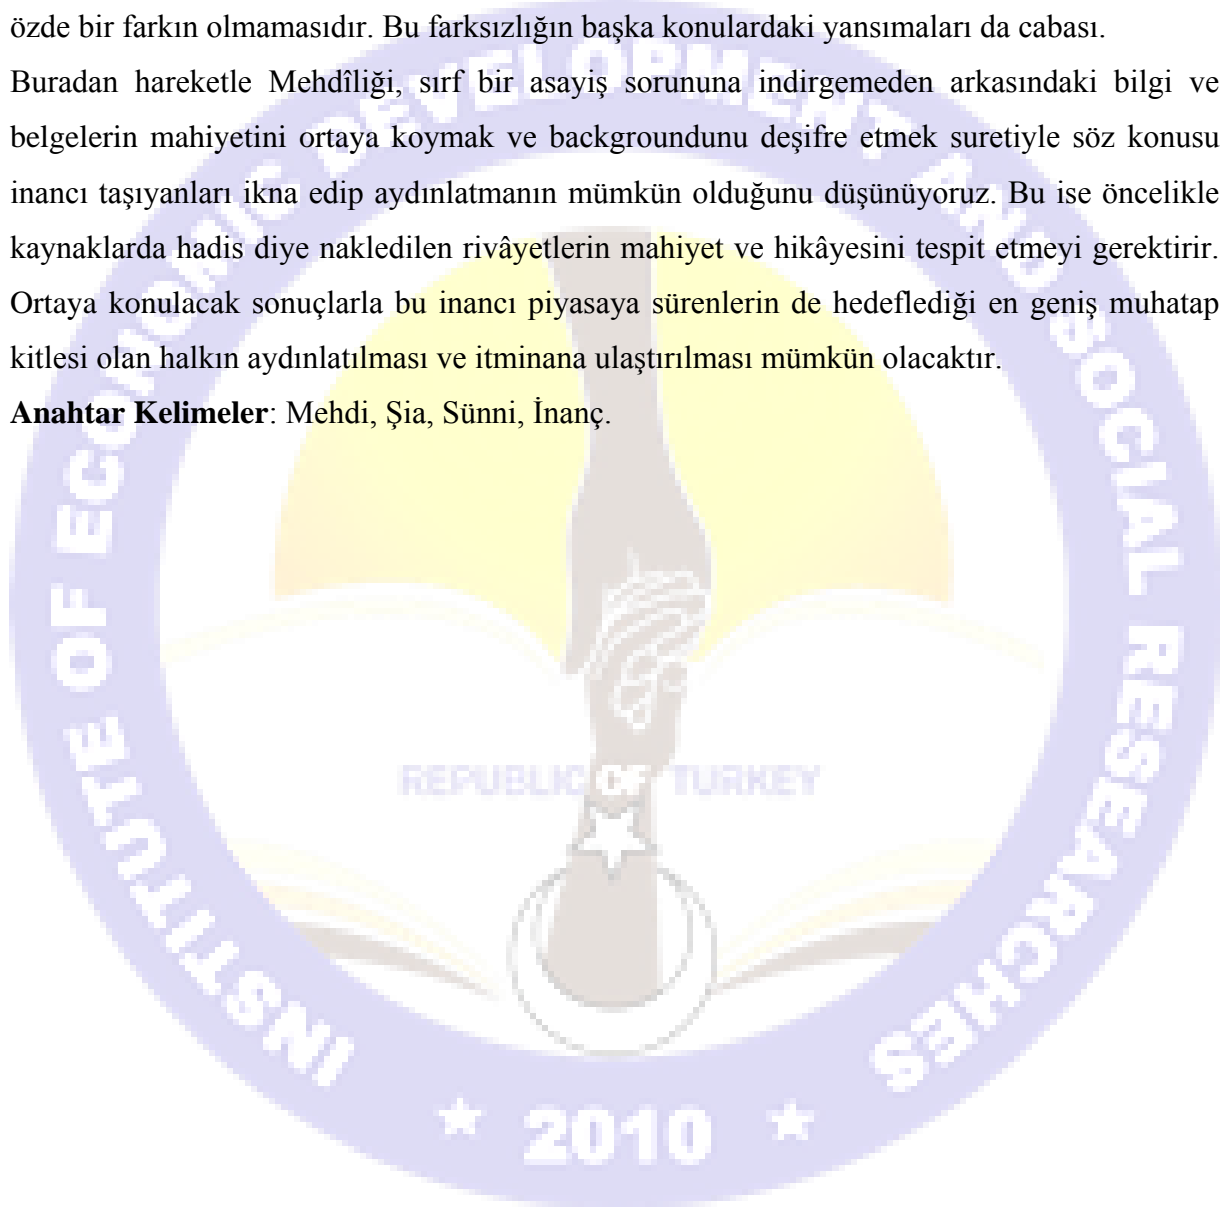 özde bir farkın olmamasıdır. Bu farksızlığın başka konulardaki yansımaları da cabası.
Buradan hareketle Mehdîliği, sırf bir asayiş sorununa indirgemeden arkasındaki bilgi ve
belgelerin mahiyetini ortaya koymak ve backgroundunu deşifre etmek suretiyle söz konusu
inancı taşıyanları ikna edip aydınlatmanın mümkün olduğunu düşünüyoruz. Bu ise öncelikle
kaynaklarda hadis diye nakledilen rivâyetlerin mahiyet ve hikâyesini tespit etmeyi gerektirir.
Ortaya konulacak sonuçlarla bu inancı piyasaya sürenlerin de hedeflediği en geniş muhatap
kitlesi olan halkın aydınlatılması ve itminana ulaştırılması mümkün olacaktır.
Anahtar Kelimeler: Mehdi, Şia, Sünni, İnanç.
INSTITUTE OF ECONOMIC DEVELOPMENT AND SOCIAL RESEARCHES
REPUBLIC OF TURKEY
★ 2010 ★